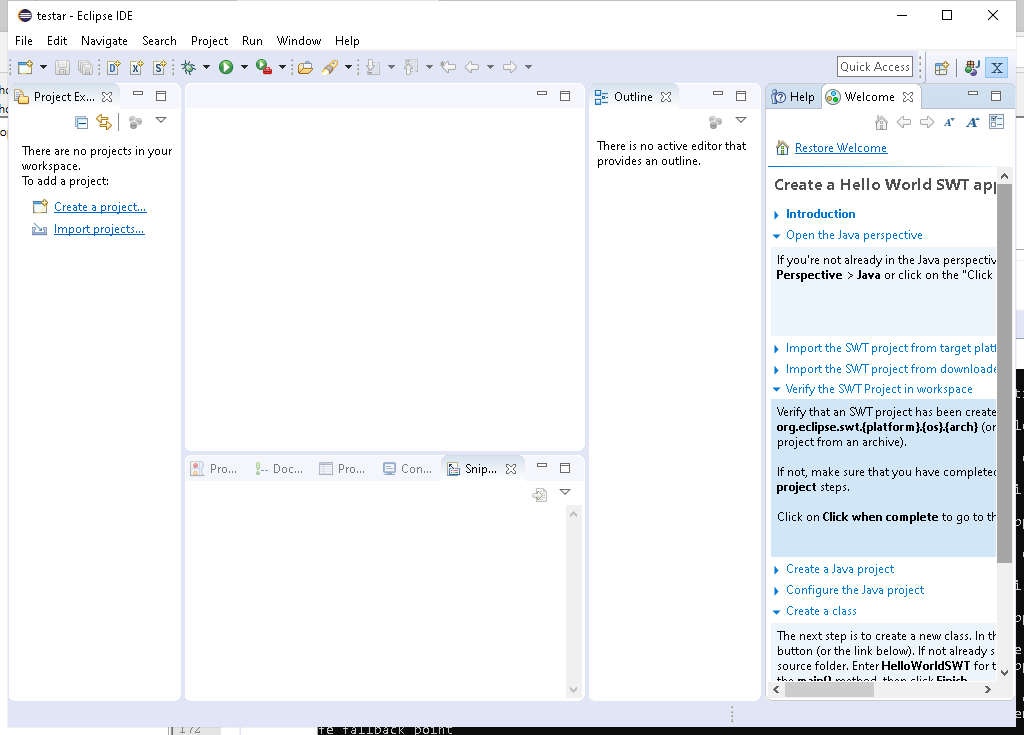 testar - Eclipse IDE
File Edit Navigate Search Project Run Window Help
Quick Access
Project Ex...
There are no projects in your
workspace.
To add a project:
Create a project...
Import projects...
Outline
There is no active editor that
provides an outline.
Pro...
Doc...
Pro...
Con...
Snip...
Help
Welcome
Restore Welcome
Create a Hello World SWT app
Introduction
Open the Java perspective
If you're not already in the Java perspectiv
Perspective > Java or click on the "Click
Import the SWT project from target platf
Import the SWT project from downloade
Verify the SWT Project in workspace
Verify that an SWT project has been create
org.eclipse.swt.{platform}.{os}.{arch} (or
project from an archive).
If not, make sure that you have completed
project steps.
Click on Click when complete to go to th
Create a Java project
Configure the Java project
Create a class
The next step is to create a new class. In th
button (or the link below). If not already s
source folder. Enter HelloWorldSWT for t
the main() method, then click Finish.
172
fe fallback point